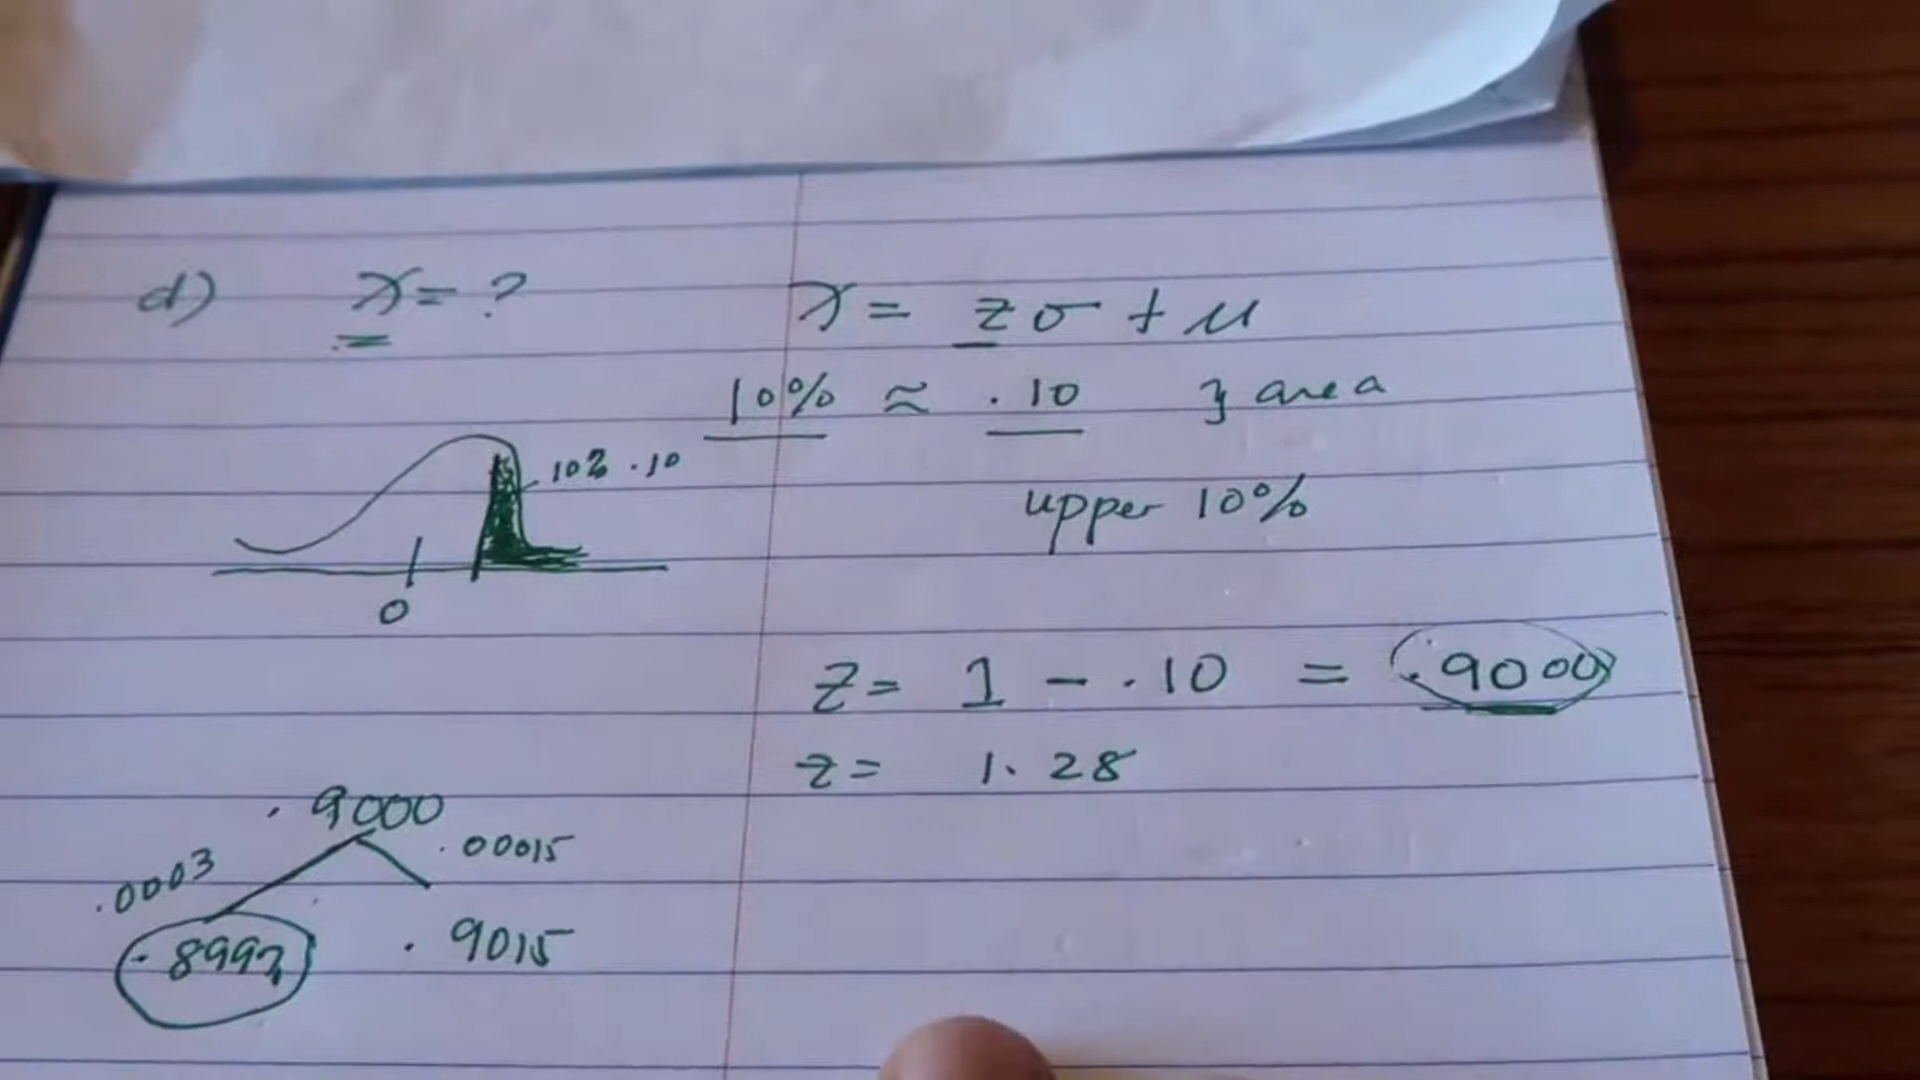 d) x = ?
x = zσ + μ
10% ≈ .10 } area
10% .10
upper 10%
0
z = 1 - .10 = .9000
z = 1.28
.9000
.0003 .00015
.8997 .9015